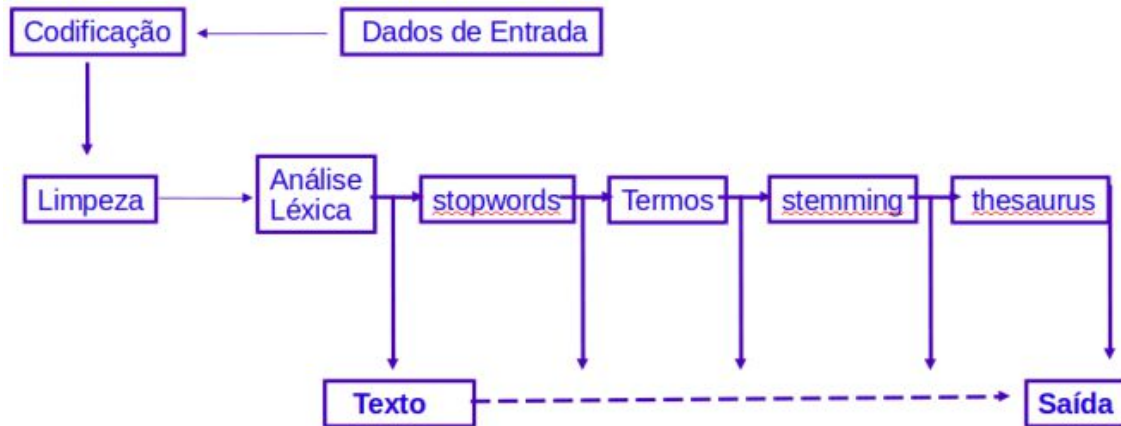 Codificação
Dados de Entrada
Limpeza
Análise
Léxica
stopwords
Termos
stemming
thesaurus
Texto
Saída